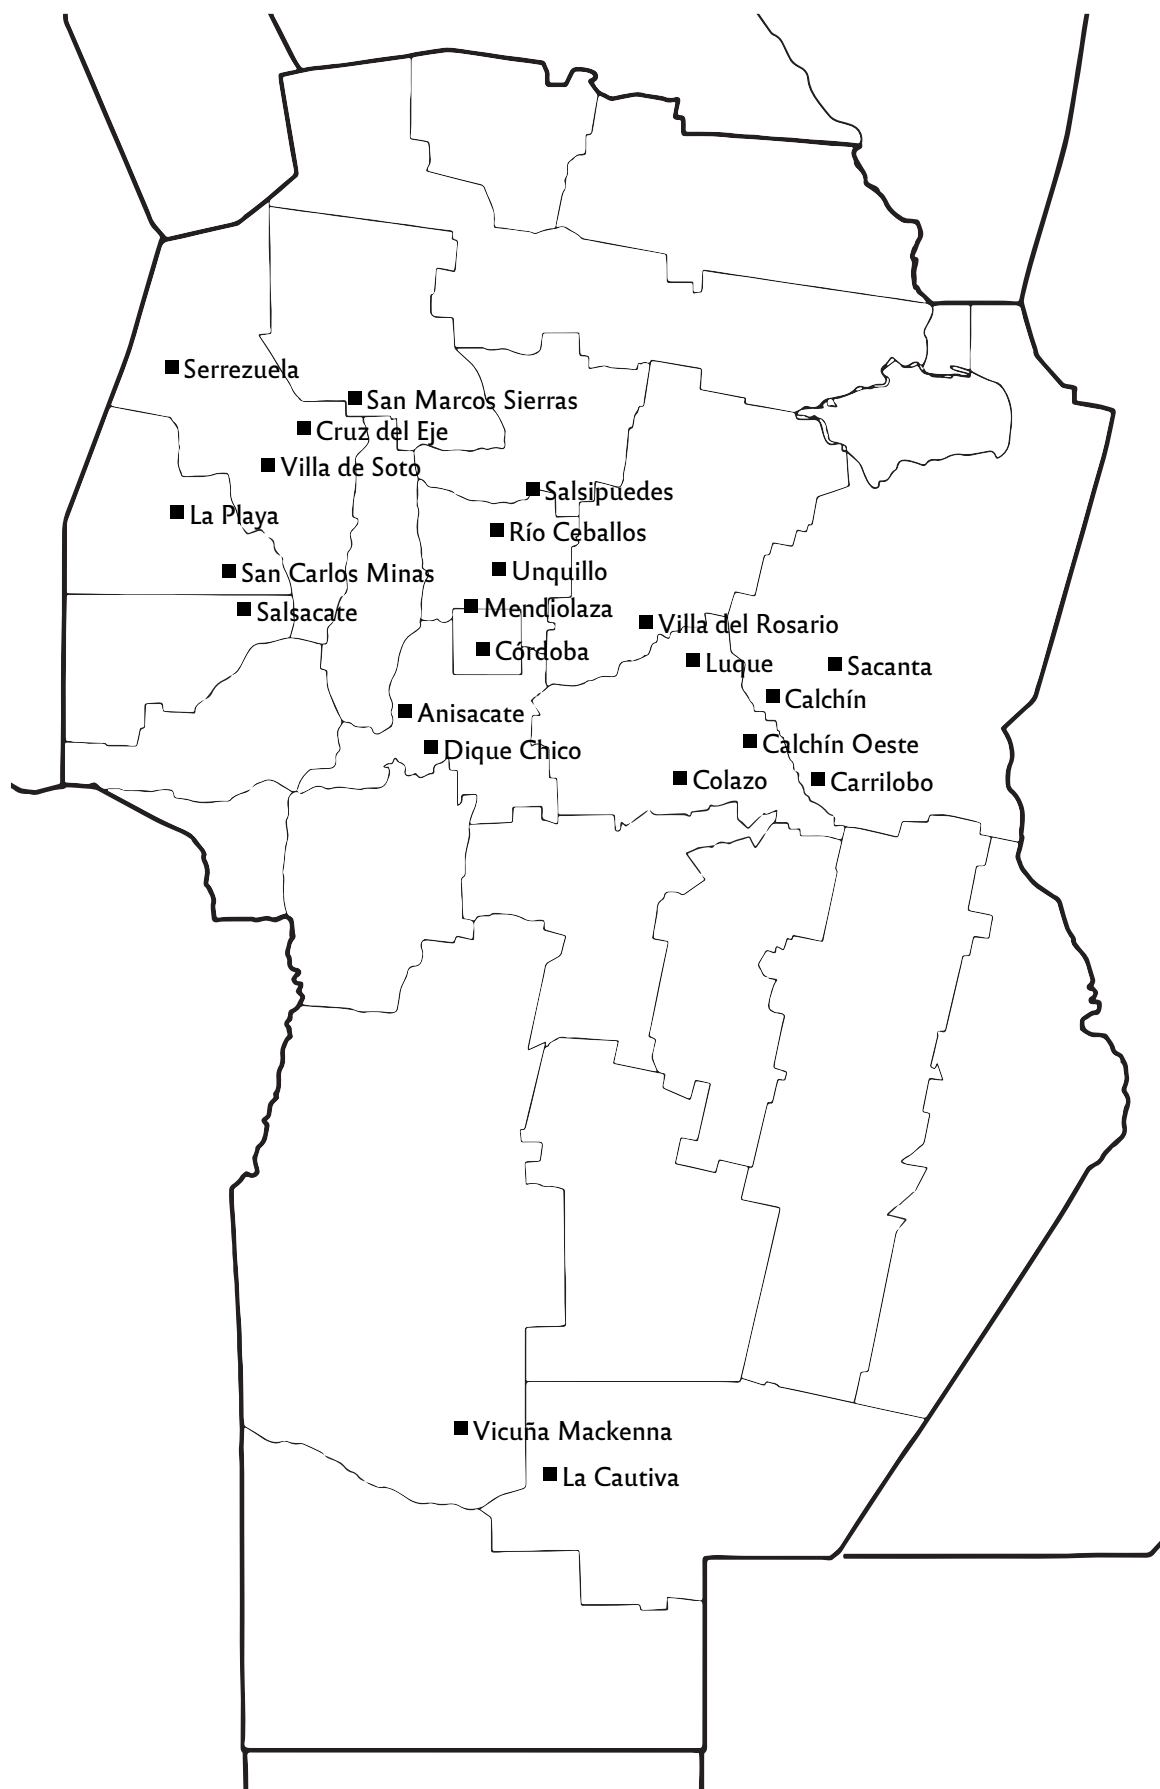 Serrezuela
San Marcos Sierras
Cruz del Eje
Villa de Soto
Salsipuedes
La Playa
Río Ceballos
Unquillo
San Carlos Minas
Mendiolaza
Salsacate
Villa del Rosario
Córdoba
Luque
Sacanta
Calchín
Anisacate
Calchín Oeste
Dique Chico
Colazo
Carrilobo
Vicuña Mackenna
La Cautiva